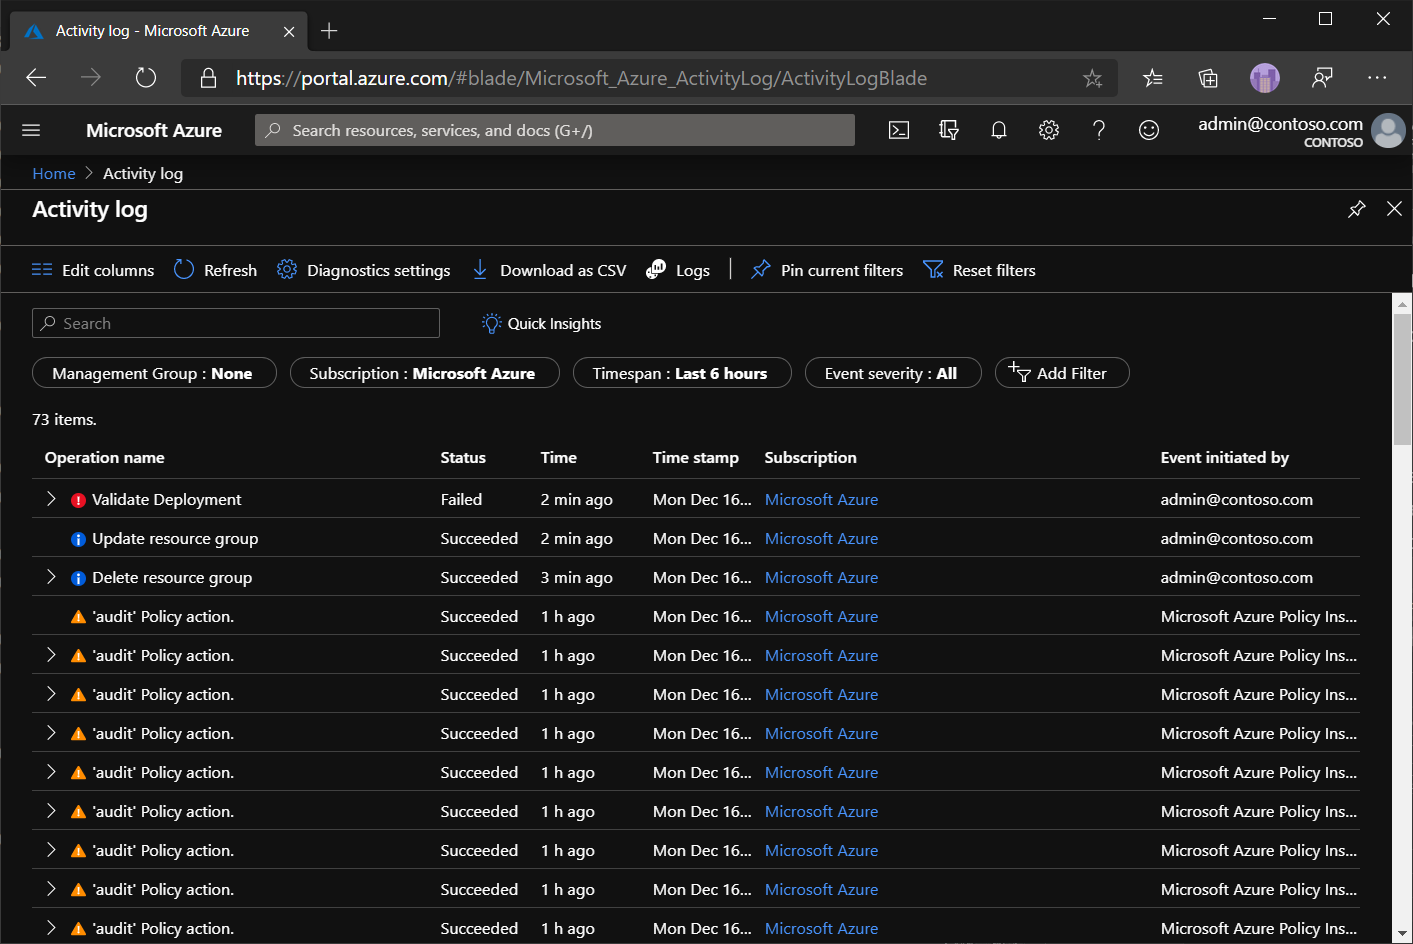 Activity log - Microsoft Azure
https://portal.azure.com/#blade/Microsoft_Azure_ActivityLog/ActivityLogBlade
Microsoft Azure
Search resources, services, and docs (G+/)
admin@contoso.com
CONTOSO
Home > Activity log
Activity log
Edit columns Refresh Diagnostics settings Download as CSV Logs Pin current filters Reset filters
Search Quick Insights
Management Group : None Subscription : Microsoft Azure Timespan : Last 6 hours Event severity : All Add Filter
73 items.
Operation name Status Time Time stamp Subscription Event initiated by
Validate Deployment Failed 2 min ago Mon Dec 16... Microsoft Azure admin@contoso.com
Update resource group Succeeded 2 min ago Mon Dec 16... Microsoft Azure admin@contoso.com
Delete resource group Succeeded 3 min ago Mon Dec 16... Microsoft Azure admin@contoso.com
'audit' Policy action. Succeeded 1 h ago Mon Dec 16... Microsoft Azure Microsoft Azure Policy Ins...
'audit' Policy action. Succeeded 1 h ago Mon Dec 16... Microsoft Azure Microsoft Azure Policy Ins...
'audit' Policy action. Succeeded 1 h ago Mon Dec 16... Microsoft Azure Microsoft Azure Policy Ins...
'audit' Policy action. Succeeded 1 h ago Mon Dec 16... Microsoft Azure Microsoft Azure Policy Ins...
'audit' Policy action. Succeeded 1 h ago Mon Dec 16... Microsoft Azure Microsoft Azure Policy Ins...
'audit' Policy action. Succeeded 1 h ago Mon Dec 16... Microsoft Azure Microsoft Azure Policy Ins...
'audit' Policy action. Succeeded 1 h ago Mon Dec 16... Microsoft Azure Microsoft Azure Policy Ins...
'audit' Policy action. Succeeded 1 h ago Mon Dec 16... Microsoft Azure Microsoft Azure Policy Ins...
'audit' Policy action. Succeeded 1 h ago Mon Dec 16... Microsoft Azure Microsoft Azure Policy Ins...